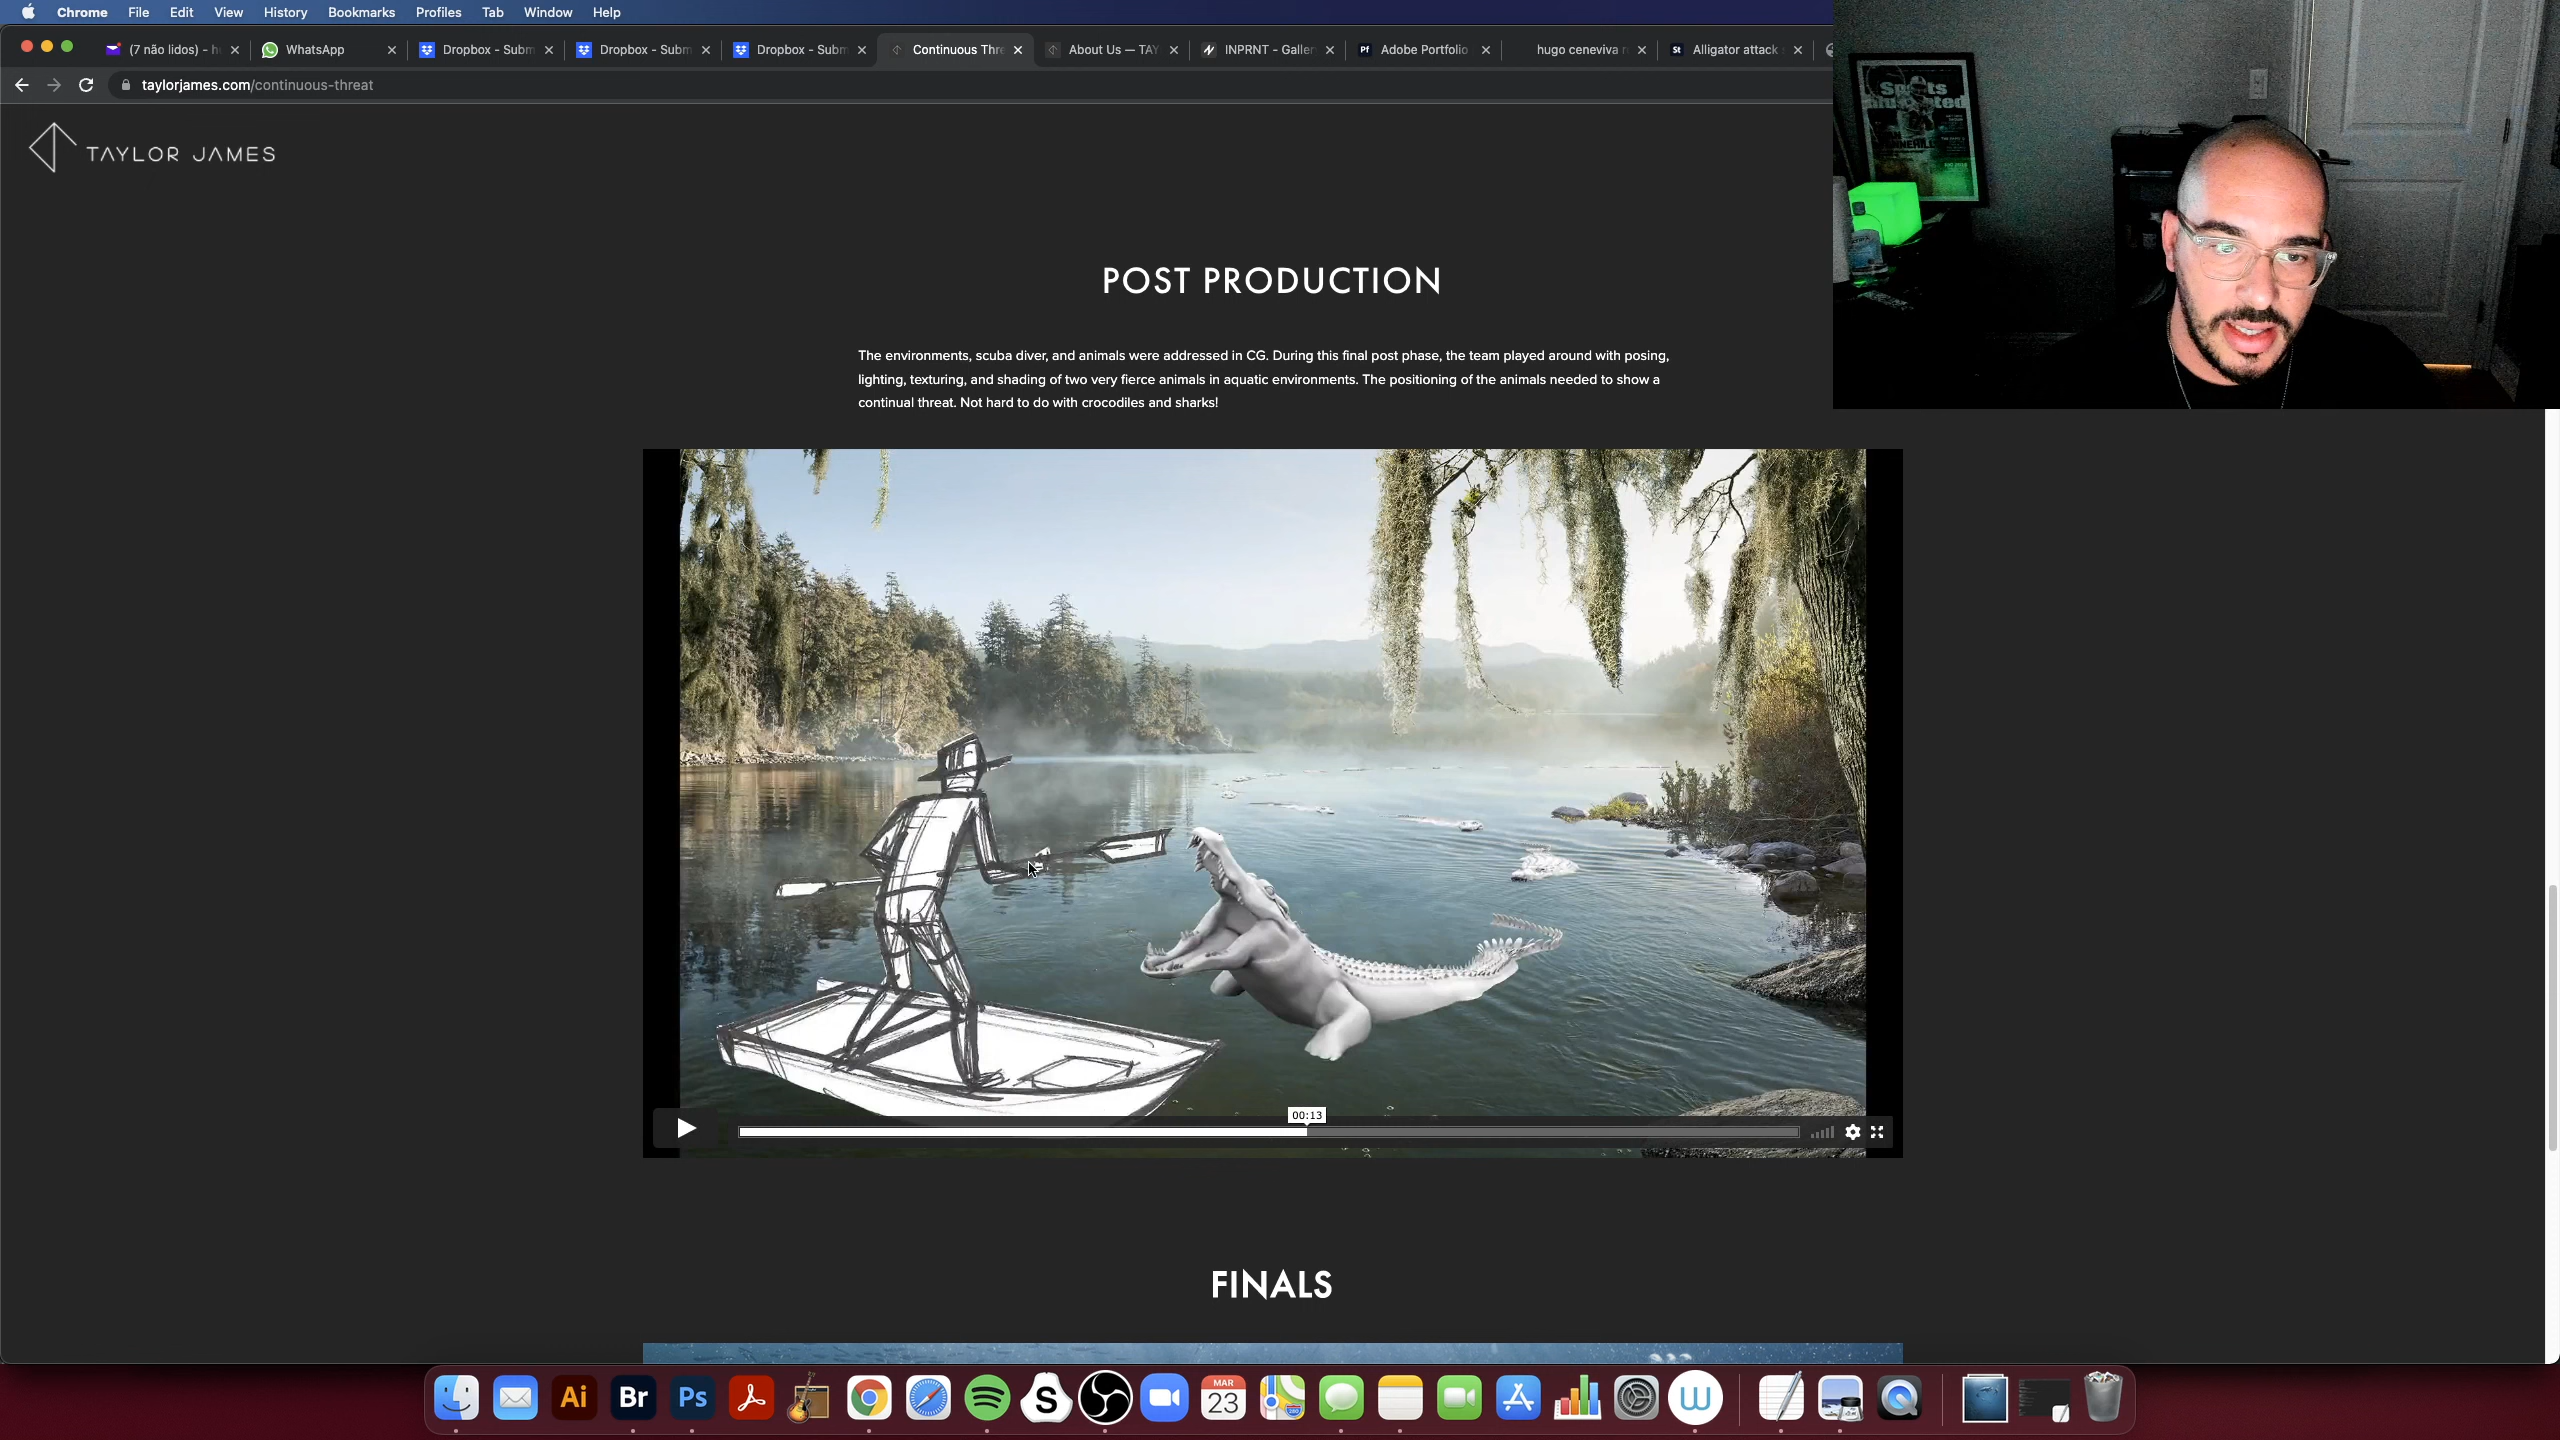 Chrome File Edit View History Bookmarks Profiles Tab Window Help
(7 não lidos) - h
WhatsApp
Dropbox - Subm
Dropbox - Subm
Dropbox - Subm
Continuous Thre
About Us — TAY
INPRNT - Galler
Adobe Portfolio
hugo ceneviva r
Alligator attack
taylorjames.com/continuous-threat
Sports Illustrated
TAYLOR JAMES
POST PRODUCTION
The environments, scuba diver, and animals were addressed in CG. During this final post phase, the team played around with posing,
lighting, texturing, and shading of two very fierce animals in aquatic environments. The positioning of the animals needed to show a
continual threat. Not hard to do with crocodiles and sharks!
00:13
FINALS
Ai
Br
Ps
S
MAR
23
W